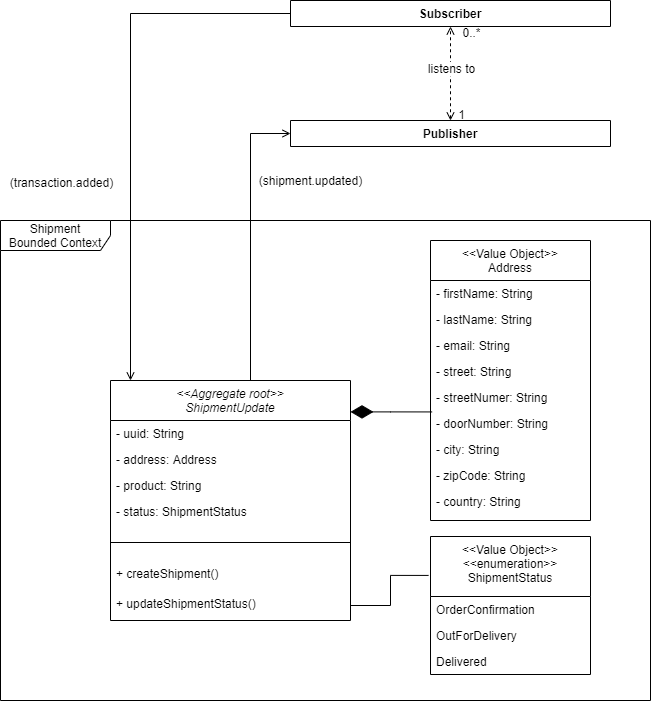 Subscriber
0..*
listens to
1
Publisher
(transaction.added)
(shipment.updated)
Shipment
Bounded Context
<<Value Object>>
Address
- firstName: String
- lastName: String
- email: String
- street: String
- streetNumer: String
- doorNumber: String
- city: String
- zipCode: String
- country: String
<<Aggregate root>>
ShipmentUpdate
- uuid: String
- address: Address
- product: String
- status: ShipmentStatus
+ createShipment()
+ updateShipmentStatus()
<<Value Object>>
<<enumeration>>
ShipmentStatus
OrderConfirmation
OutForDelivery
Delivered